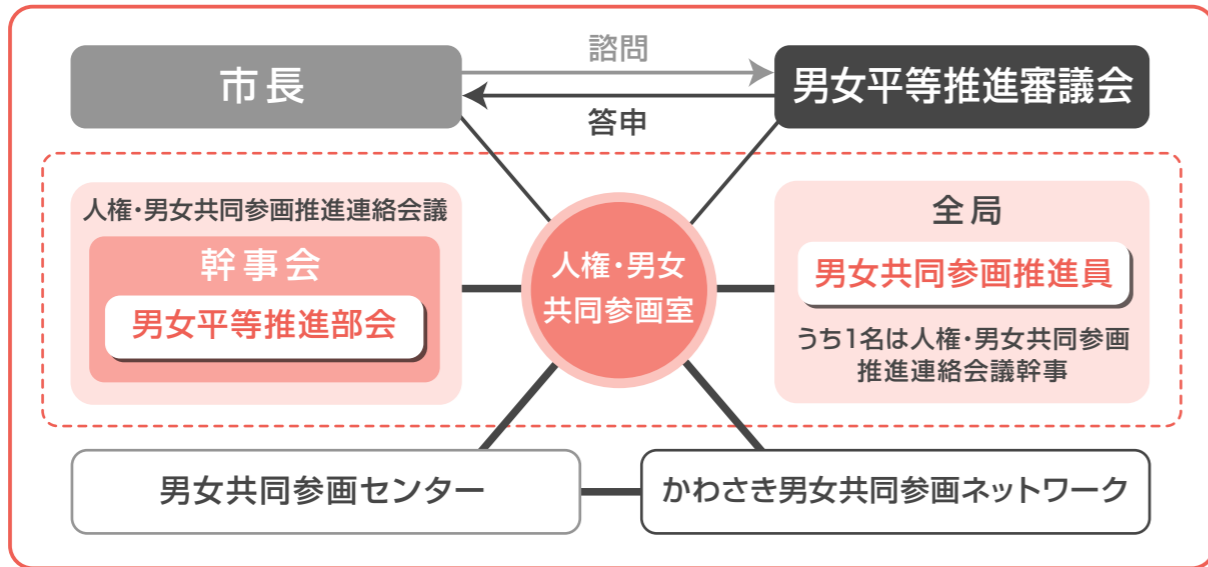 市長
諮問
答申
男女平等推進審議会
人権・男女共同参画推進連絡会議
幹事会
男女平等推進部会
人権・男女
共同参画室
全局
男女共同参画推進員
うち1名は人権・男女共同参画
推進連絡会議幹事
男女共同参画センター
かわさき男女共同参画ネットワーク